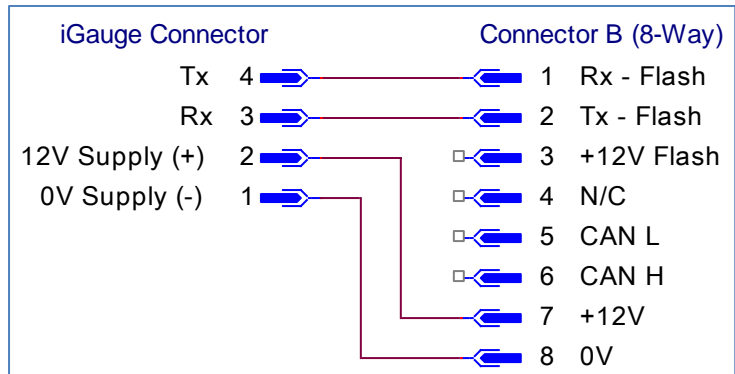 iGauge Connector Connector B (8-Way)
Tx 4 1 Rx - Flash
Rx 3 2 Tx - Flash
12V Supply (+) 2 3 +12V Flash
0V Supply (-) 1 4 N/C
5 CAN L
6 CAN H
7 +12V
8 0V